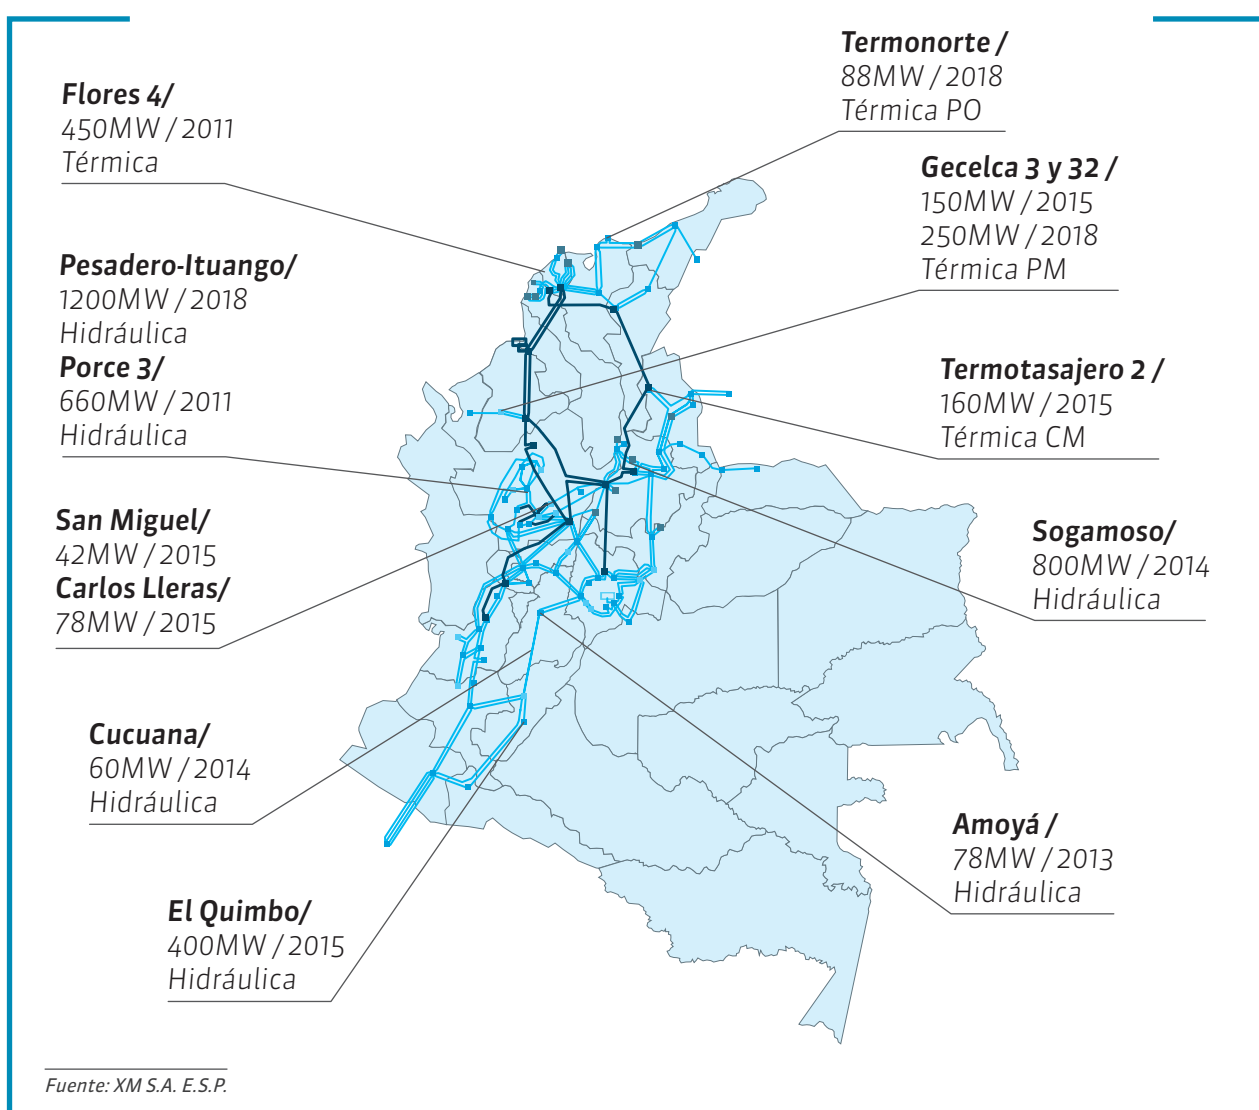 Termonorte /
88MW / 2018
Térmica PO
Flores 4/
450MW / 2011
Térmica
Gecelca 3 y 32 /
150MW / 2015
250MW / 2018
Térmica PM
Pesadero-Ituango/
1200MW / 2018
Hidráulica
Porce 3/
660MW / 2011
Hidráulica
Termotasajero 2 /
160MW / 2015
Térmica CM
San Miguel/
42MW / 2015
Carlos Lleras/
78MW / 2015
Sogamoso/
800MW / 2014
Hidráulica
Cucuana/
60MW / 2014
Hidráulica
Amoyá /
78MW / 2013
Hidráulica
El Quimbo/
400MW / 2015
Hidráulica
Fuente: XM S.A. E.S.P.